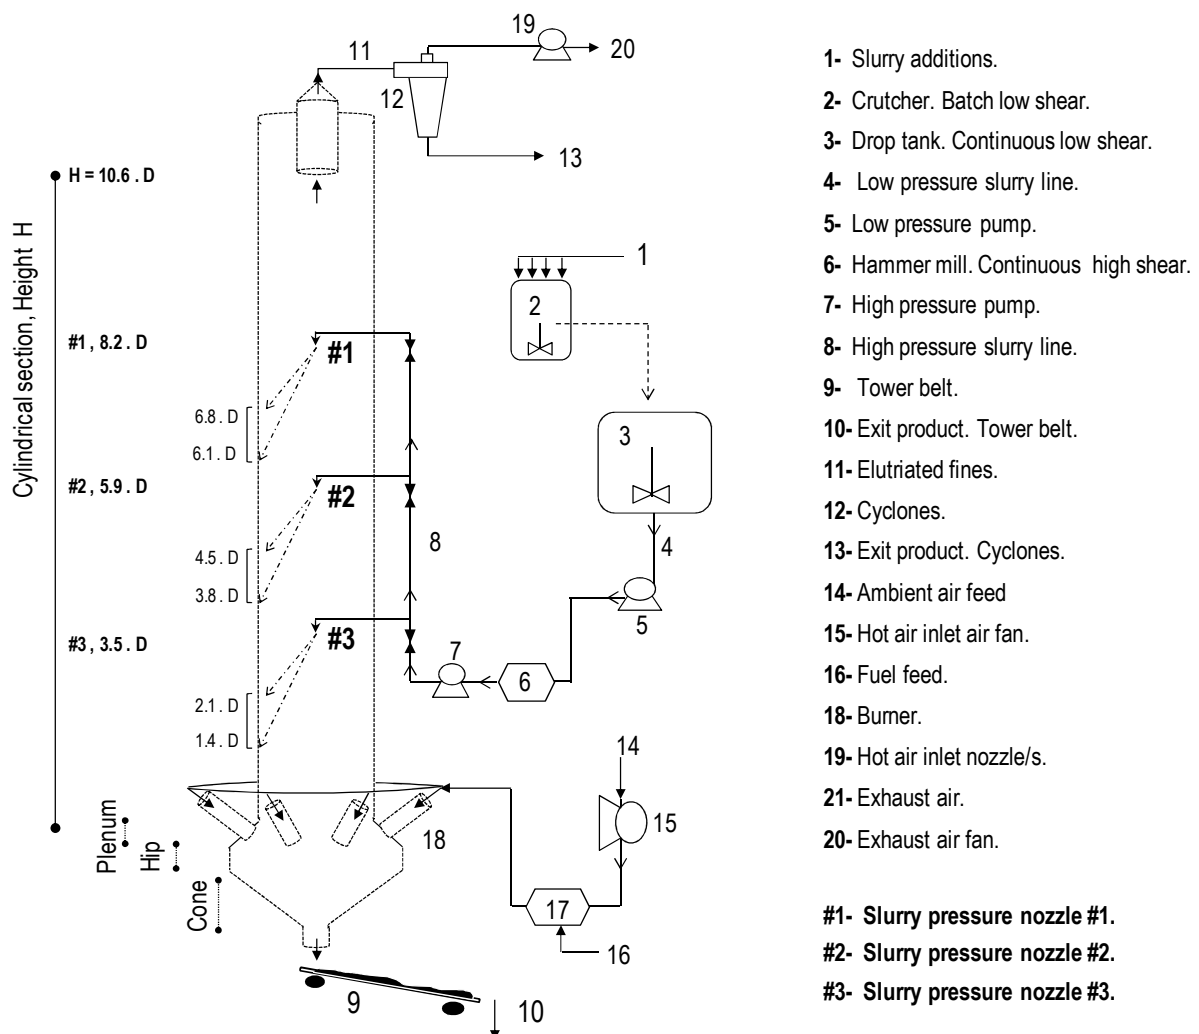 19
20
11
12
13
H = 10.6 . D
Cylindrical section, Height H
#1 , 8.2 . D
#1
6.8 . D
6.1 . D
#2 , 5.9 . D
#2
4.5 . D
3.8 . D
8
#3 , 3.5 . D
#3
2.1 . D
1.4 . D
1
2
3
4
5
6
7
14
15
16
17
18
Plenum
Hip
Cone
9
10
1- Slurry additions.
2- Crutcher. Batch low shear.
3- Drop tank. Continuous low shear.
4- Low pressure slurry line.
5- Low pressure pump.
6- Hammer mill. Continuous high shear.
7- High pressure pump.
8- High pressure slurry line.
9- Tower belt.
10- Exit product. Tower belt.
11- Elutriated fines.
12- Cyclones.
13- Exit product. Cyclones.
14- Ambient air feed
15- Hot air inlet air fan.
16- Fuel feed.
18- Burner.
19- Hot air inlet nozzle/s.
21- Exhaust air.
20- Exhaust air fan.
#1- Slurry pressure nozzle #1.
#2- Slurry pressure nozzle #2.
#3- Slurry pressure nozzle #3.